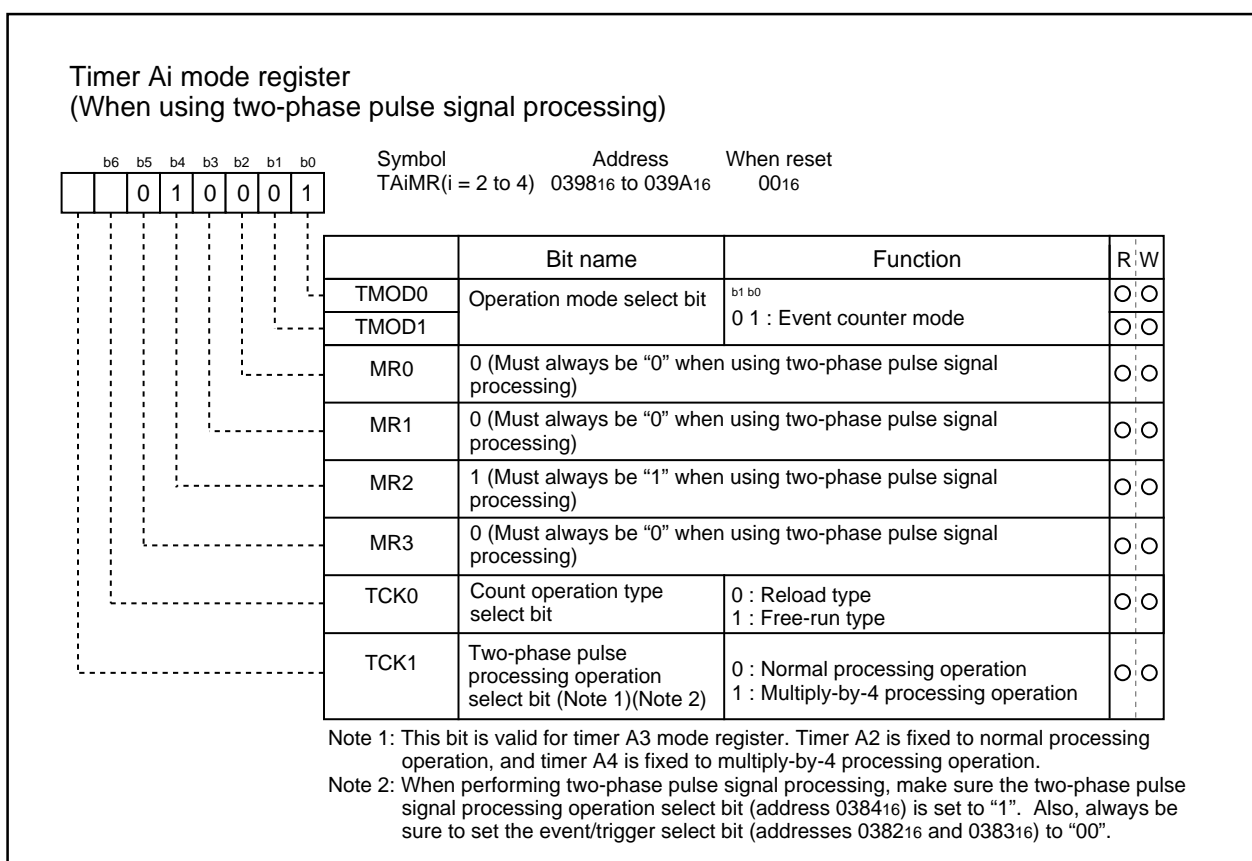 Timer Ai mode register
(When using two-phase pulse signal processing)
b6 b5 b4 b3 b2 b1 b0
0 1 0 0 0 1
Symbol Address When reset
TAiMR(i = 2 to 4) 039816 to 039A16 0016
Bit name Function R W
TMOD0 Operation mode select bit b1 b0
TMOD1 0 1 : Event counter mode
MR0 0 (Must always be “0” when using two-phase pulse signal
processing)
MR1 0 (Must always be “0” when using two-phase pulse signal
processing)
MR2 1 (Must always be “1” when using two-phase pulse signal
processing)
MR3 0 (Must always be “0” when using two-phase pulse signal
processing)
TCK0 Count operation type 0 : Reload type
select bit 1 : Free-run type
TCK1 Two-phase pulse
processing operation 0 : Normal processing operation
select bit (Note 1)(Note 2) 1 : Multiply-by-4 processing operation
Note 1: This bit is valid for timer A3 mode register. Timer A2 is fixed to normal processing
operation, and timer A4 is fixed to multiply-by-4 processing operation.
Note 2: When performing two-phase pulse signal processing, make sure the two-phase pulse
signal processing operation select bit (address 038416) is set to “1”. Also, always be
sure to set the event/trigger select bit (addresses 038216 and 038316) to “00”.